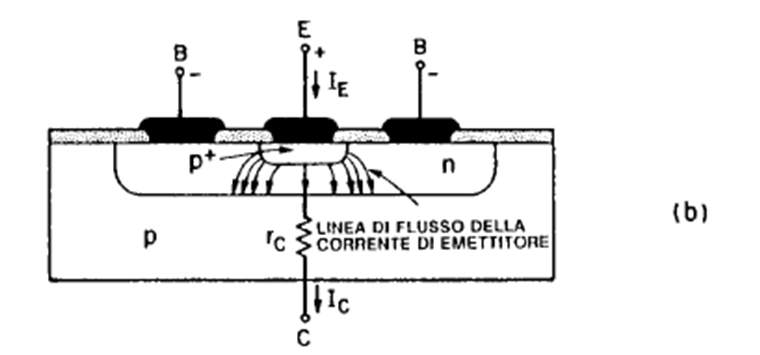 E
B
B
+
-
-
I_E
p+
n
p
r_C
LINEA DI FLUSSO DELLA
CORRENTE DI EMETTITORE
(b)
I_C
C